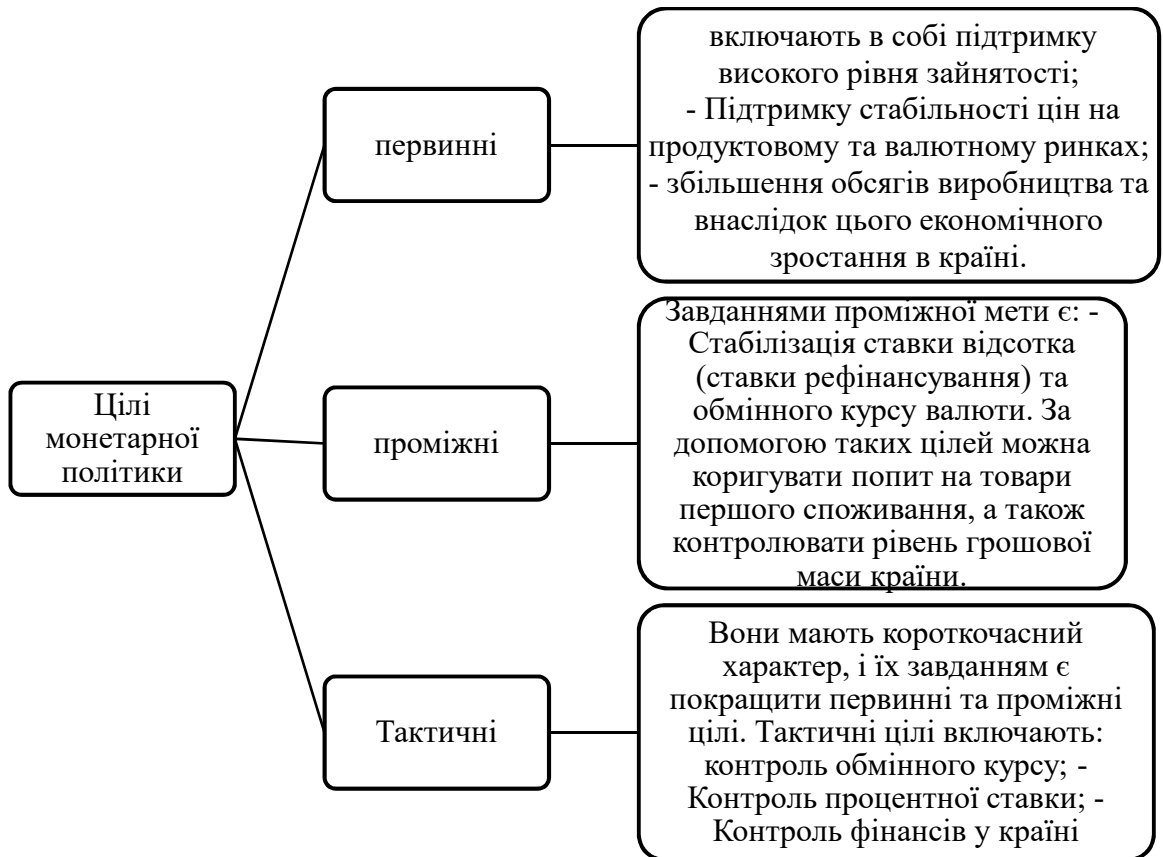 Цілі
монетарної
політики
первинні
включають в собі підтримку
високого рівня зайнятості;
- Підтримку стабільності цін на
продуктовому та валютному ринках;
- збільшення обсягів виробництва та
внаслідок цього економічного
зростання в країні.
проміжні
Завданнями проміжної мети є: -
Стабілізація ставки відсотка
(ставки рефінансування) та
обмінного курсу валюти. За
допомогою таких цілей можна
коригувати попит на товари
першого споживання, а також
контролювати рівень грошової
маси країни.
Тактичні
Вони мають короткочасний
характер, і їх завданням є
покращити первинні та проміжні
цілі. Тактичні цілі включають:
контроль обмінного курсу; -
Контроль процентної ставки; -
Контроль фінансів у країні